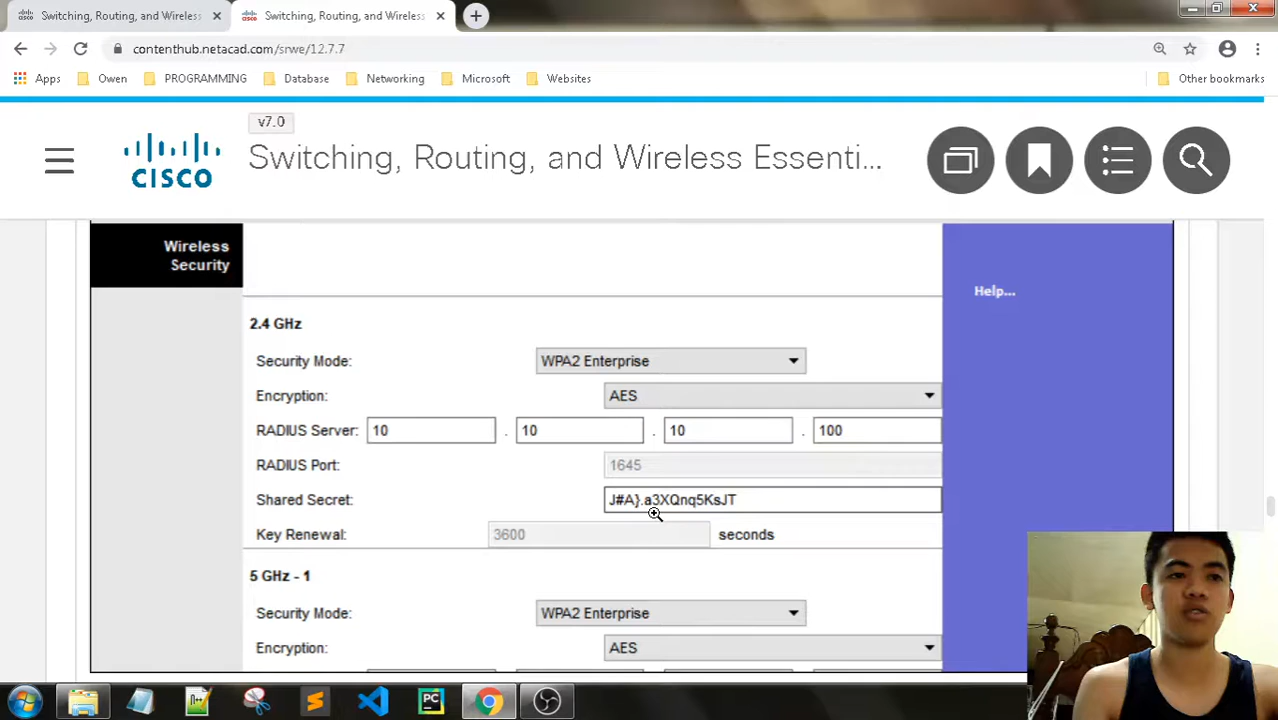 Switching, Routing, and Wireless
Switching, Routing, and Wireless
contenthub.netacad.com/srwe/12.7.7
Apps
Owen
PROGRAMMING
Database
Networking
Microsoft
Websites
Other bookmarks
v7.0
CISCO
Switching, Routing, and Wireless Essenti...
Wireless
Security
Help...
2.4 GHz
Security Mode: WPA2 Enterprise
Encryption: AES
RADIUS Server: 10 . 10 . 10 . 100
RADIUS Port: 1645
Shared Secret: J#A}.a3XQnq5KsJT
Key Renewal: 3600 seconds
5 GHz - 1
Security Mode: WPA2 Enterprise
Encryption: AES
PC